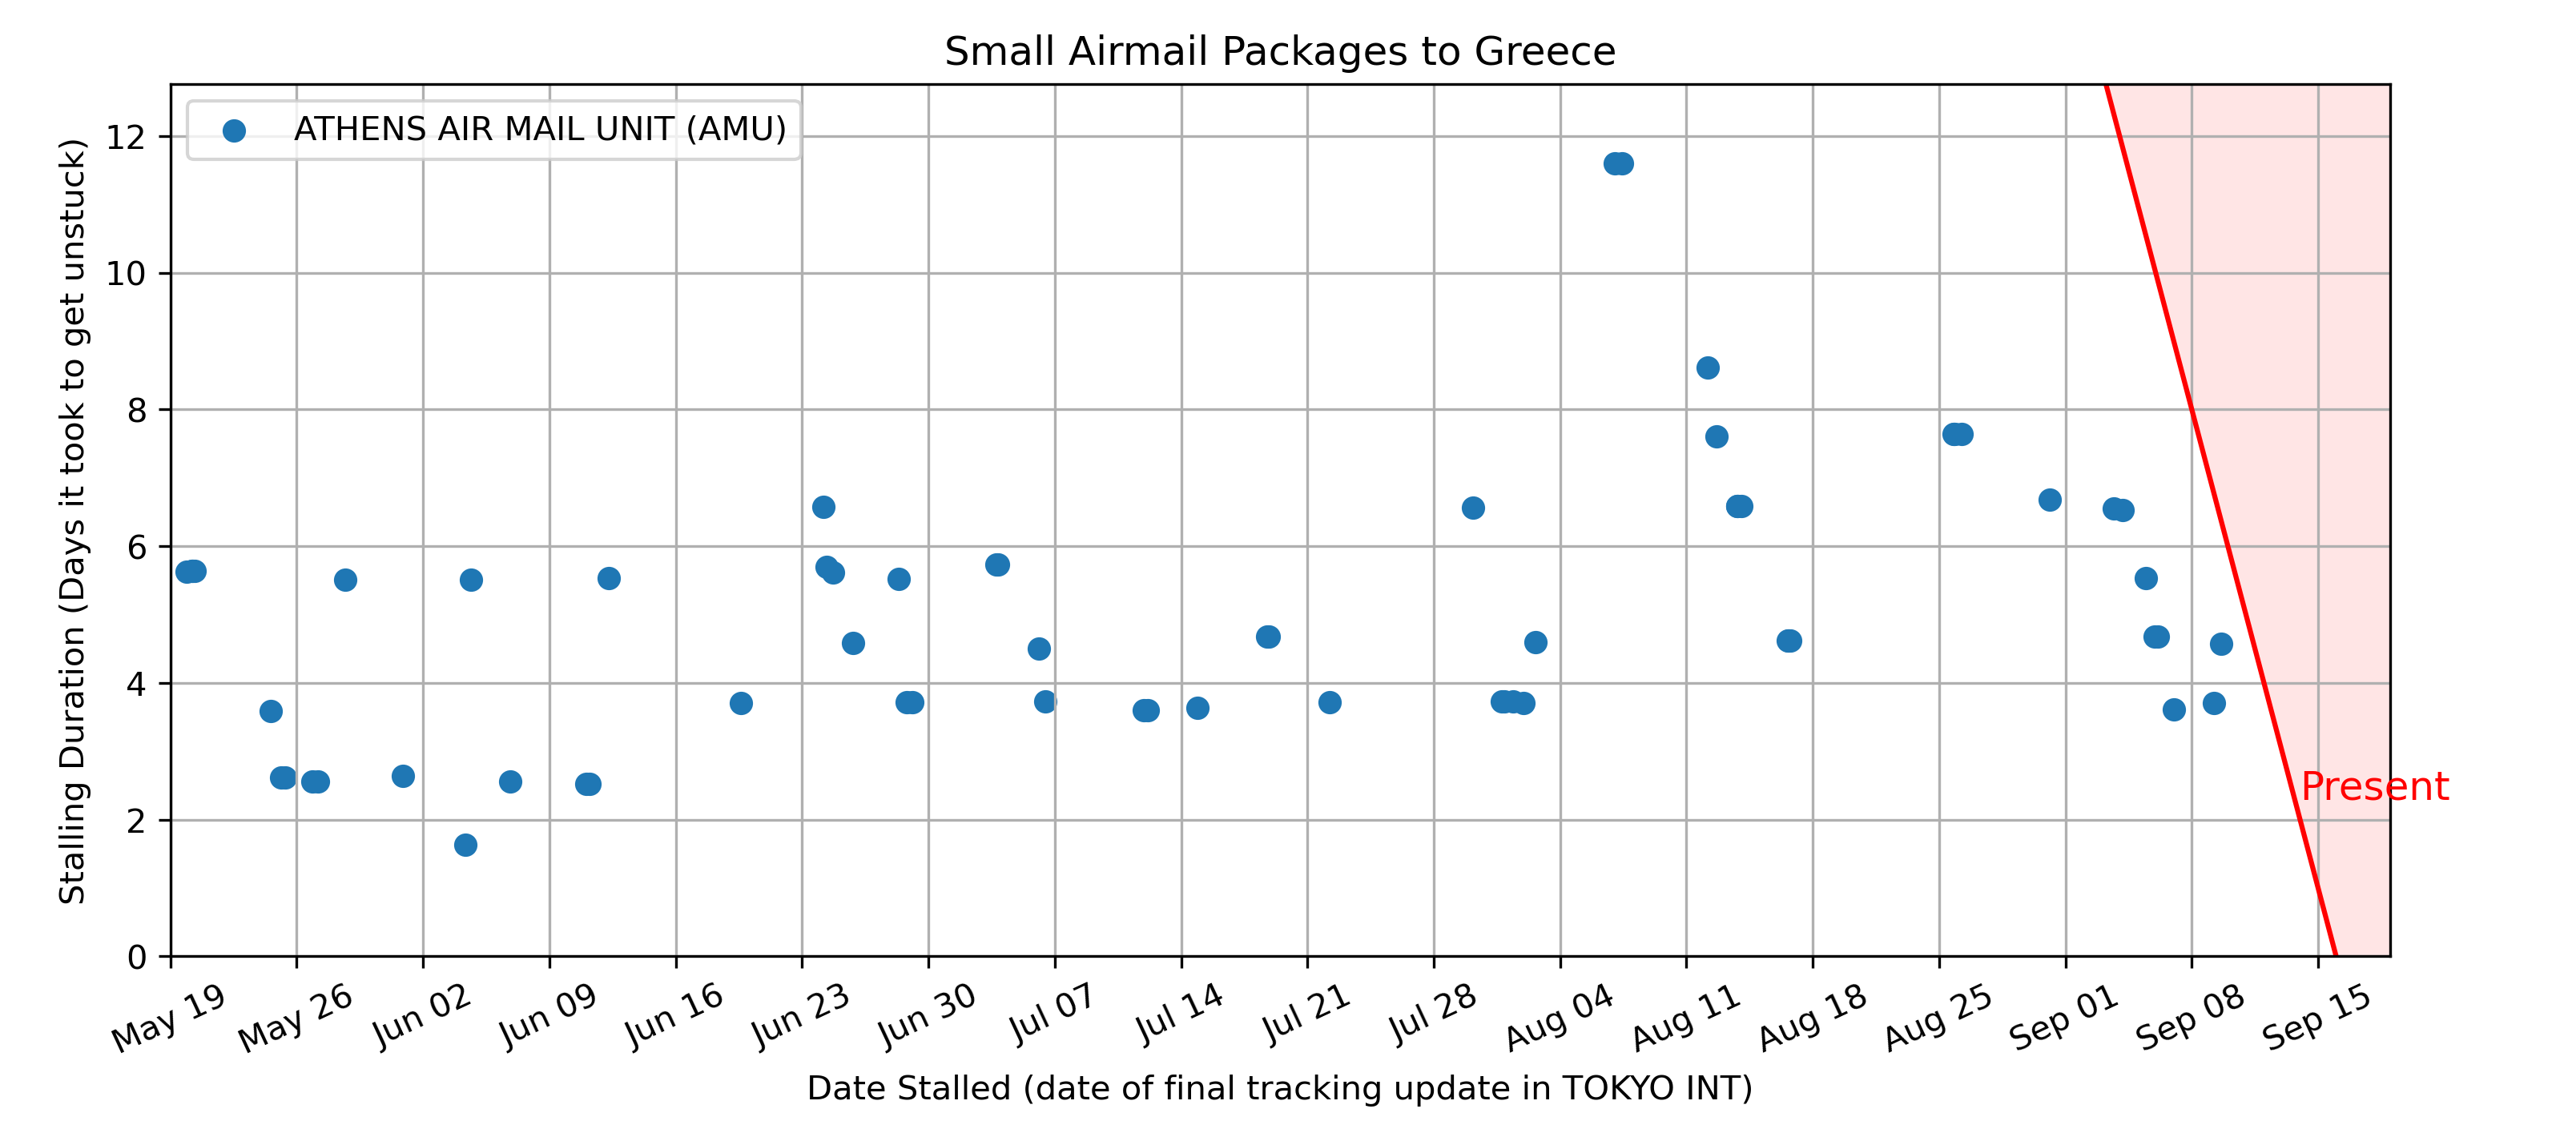 Small Airmail Packages to Greece
ATHENS AIR MAIL UNIT (AMU)
Stalling Duration (Days it took to get unstuck)
12
10
8
6
4
2
0
Present
May 19
May 26
Jun 02
Jun 09
Jun 16
Jun 23
Jun 30
Jul 07
Jul 14
Jul 21
Jul 28
Aug 04
Aug 11
Aug 18
Aug 25
Sep 01
Sep 08
Sep 15
Date Stalled (date of final tracking update in TOKYO INT)